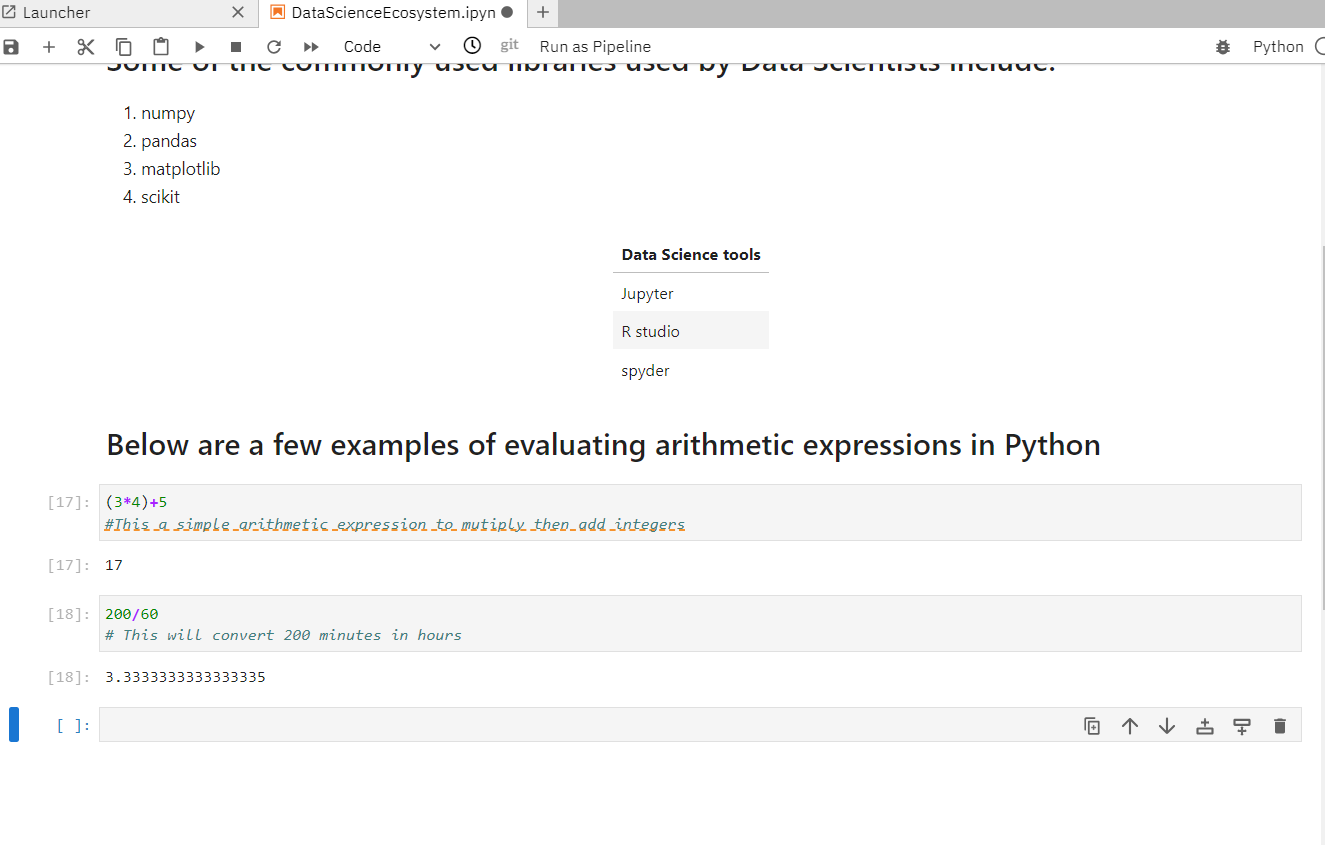 Launcher
DataScienceEcosystem.ipyn
Code
git
Run as Pipeline
Python
Some of the commonly used libraries used by Data Scientists include:
1. numpy
2. pandas
3. matplotlib
4. scikit
Data Science tools
Jupyter
R studio
spyder
Below are a few examples of evaluating arithmetic expressions in Python
[17]: (3*4)+5
#This a simple arithmetic expression to mutiply then add integers
[17]: 17
[18]: 200/60
# This will convert 200 minutes in hours
[18]: 3.3333333333333335
[ ]: